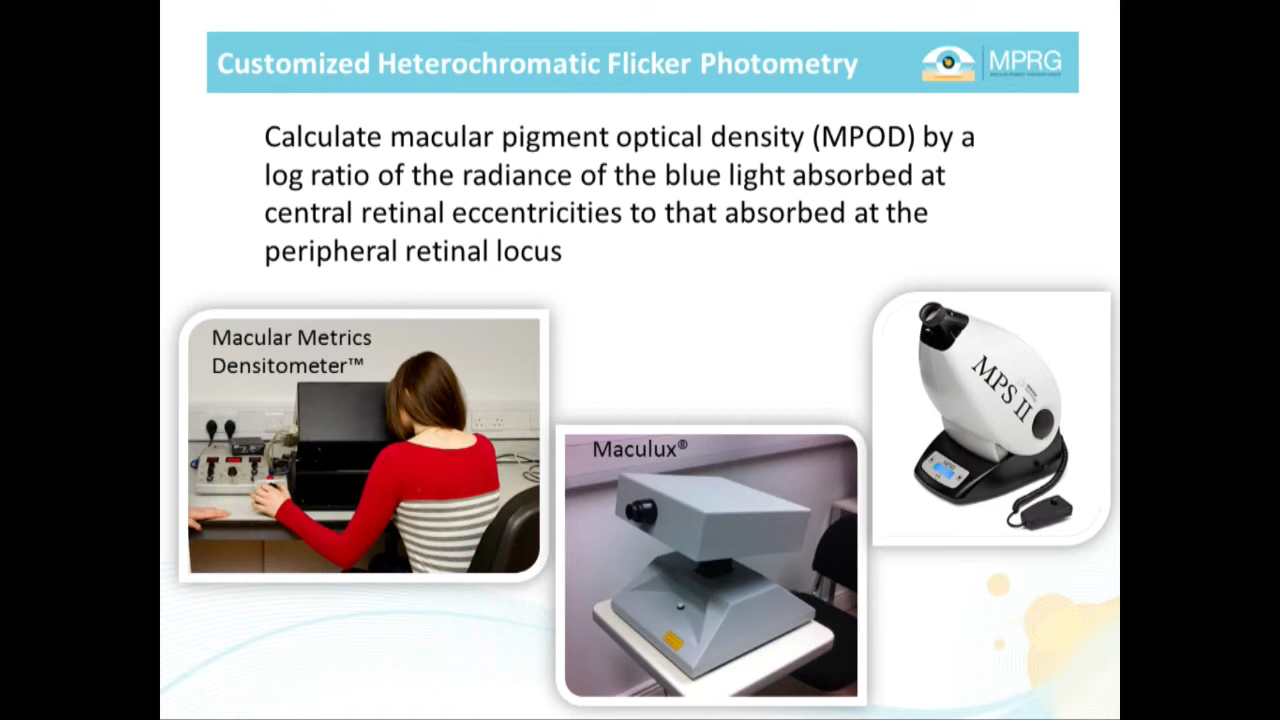 Customized Heterochromatic Flicker Photometry
MPRG
Calculate macular pigment optical density (MPOD) by a
log ratio of the radiance of the blue light absorbed at
central retinal eccentricities to that absorbed at the
peripheral retinal locus
Macular Metrics
Densitometer™
Maculux®
MPS II